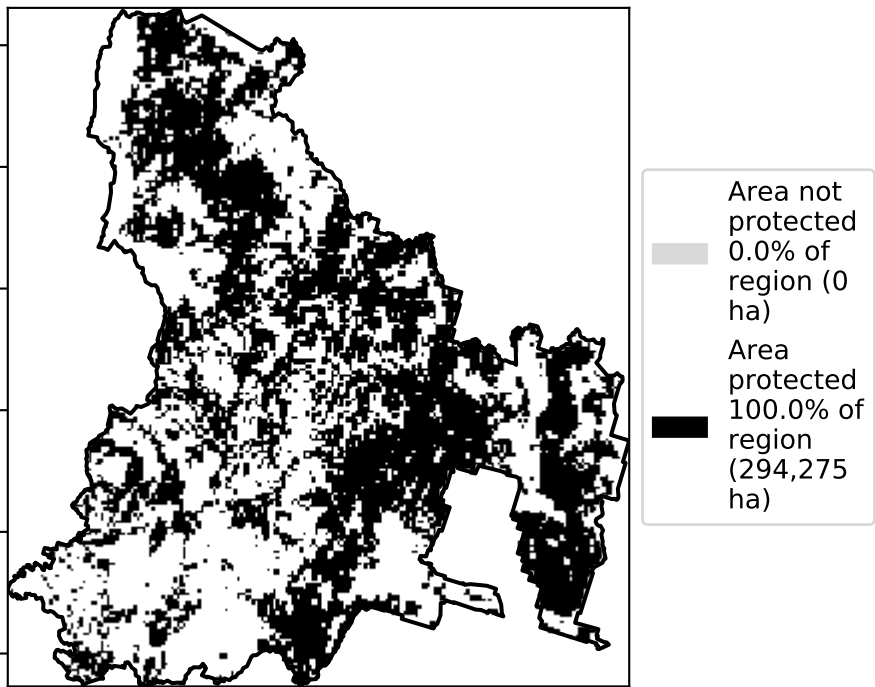 Area not
protected
0.0% of
region (0
ha)
Area
protected
100.0% of
region
(294,275
ha)